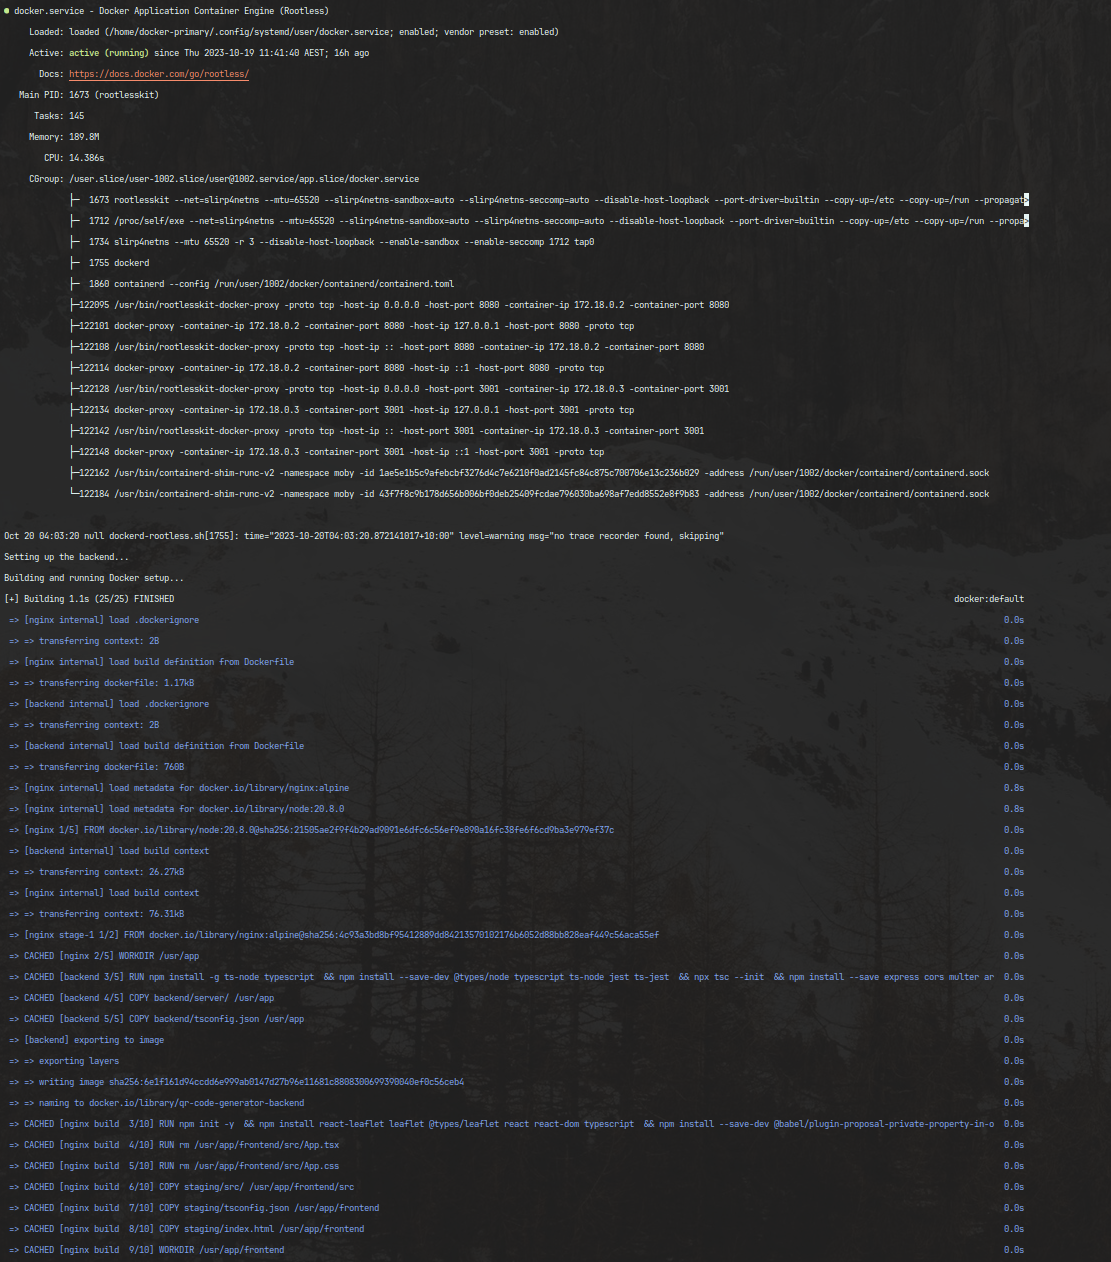 ● docker.service - Docker Application Container Engine (Rootless)
Loaded: loaded (/home/docker-primary/.config/systemd/user/docker.service; enabled; vendor preset: enabled)
Active: active (running) since Thu 2023-10-19 11:41:40 AEST; 16h ago
Docs: https://docs.docker.com/go/rootless/
Main PID: 1673 (rootlesskit)
Tasks: 145
Memory: 189.8M
CPU: 14.386s
CGroup: /user.slice/user-1002.slice/user@1002.service/app.slice/docker.service
├─ 1673 rootlesskit --net=slirp4netns --mtu=65520 --slirp4netns-sandbox=auto --slirp4netns-seccomp=auto --disable-host-loopback --port-driver=builtin --copy-up=/etc --copy-up=/run --propagat>
├─ 1712 /proc/self/exe --net=slirp4netns --mtu=65520 --slirp4netns-sandbox=auto --slirp4netns-seccomp=auto --disable-host-loopback --port-driver=builtin --copy-up=/etc --copy-up=/run --propa>
├─ 1734 slirp4netns --mtu 65520 -r 3 --disable-host-loopback --enable-sandbox --enable-seccomp 1712 tap0
├─ 1755 dockerd
├─ 1860 containerd --config /run/user/1002/docker/containerd/containerd.toml
├─122095 /usr/bin/rootlesskit-docker-proxy -proto tcp -host-ip 0.0.0.0 -host-port 8080 -container-ip 172.18.0.2 -container-port 8080
├─122101 docker-proxy -container-ip 172.18.0.2 -container-port 8080 -host-ip 127.0.0.1 -host-port 8080 -proto tcp
├─122108 /usr/bin/rootlesskit-docker-proxy -proto tcp -host-ip :: -host-port 8080 -container-ip 172.18.0.2 -container-port 8080
├─122114 docker-proxy -container-ip 172.18.0.2 -container-port 8080 -host-ip ::1 -host-port 8080 -proto tcp
├─122128 /usr/bin/rootlesskit-docker-proxy -proto tcp -host-ip 0.0.0.0 -host-port 3001 -container-ip 172.18.0.3 -container-port 3001
├─122134 docker-proxy -container-ip 172.18.0.3 -container-port 3001 -host-ip 127.0.0.1 -host-port 3001 -proto tcp
├─122142 /usr/bin/rootlesskit-docker-proxy -proto tcp -host-ip :: -host-port 3001 -container-ip 172.18.0.3 -container-port 3001
├─122148 docker-proxy -container-ip 172.18.0.3 -container-port 3001 -host-ip ::1 -host-port 3001 -proto tcp
├─122162 /usr/bin/containerd-shim-runc-v2 -namespace moby -id 1ae5e1b5c9afebcbf3276d4c7e6210f0ad2145fc84c875c700706e13c236b029 -address /run/user/1002/docker/containerd/containerd.sock
└─122184 /usr/bin/containerd-shim-runc-v2 -namespace moby -id 43f7f8c9b178d656b006bf0deb25409fcdae796030ba698af7edd8552e8f9b83 -address /run/user/1002/docker/containerd/containerd.sock
Oct 20 04:03:20 null dockerd-rootless.sh[1755]: time="2023-10-20T04:03:20.872141017+10:00" level=warning msg="no trace recorder found, skipping"
Setting up the backend...
Building and running Docker setup...
[+] Building 1.1s (25/25) FINISHED docker:default
=> [nginx internal] load .dockerignore 0.0s
=> => transferring context: 2B 0.0s
=> [nginx internal] load build definition from Dockerfile 0.0s
=> => transferring dockerfile: 1.17kB 0.0s
=> [backend internal] load .dockerignore 0.0s
=> => transferring context: 2B 0.0s
=> [backend internal] load build definition from Dockerfile 0.0s
=> => transferring dockerfile: 760B 0.0s
=> [nginx internal] load metadata for docker.io/library/nginx:alpine 0.8s
=> [nginx internal] load metadata for docker.io/library/node:20.8.0 0.8s
=> [nginx 1/5] FROM docker.io/library/node:20.8.0@sha256:21505ae2f9f4b29ad9091e6dfc6c56ef9e890a16fc38fe6f6cd9ba3e979ef37c 0.0s
=> [backend internal] load build context 0.0s
=> => transferring context: 26.27kB 0.0s
=> [nginx internal] load build context 0.0s
=> => transferring context: 76.31kB 0.0s
=> [nginx stage-1 1/2] FROM docker.io/library/nginx:alpine@sha256:4c93a3bd8bf95412889dd84213570102176b6052d88bb828eaf449c56aca55ef 0.0s
=> CACHED [nginx 2/5] WORKDIR /usr/app 0.0s
=> CACHED [backend 3/5] RUN npm install -g ts-node typescript && npm install --save-dev @types/node typescript ts-node jest ts-jest && npx tsc --init && npm install --save express cors multer ar 0.0s
=> CACHED [backend 4/5] COPY backend/server/ /usr/app 0.0s
=> CACHED [backend 5/5] COPY backend/tsconfig.json /usr/app 0.0s
=> [backend] exporting to image 0.0s
=> => exporting layers 0.0s
=> => writing image sha256:6e1f161d94ccdd6e999ab0147d27b96e11681c8808300699390040ef0c56ceb4 0.0s
=> => naming to docker.io/library/qr-code-generator-backend 0.0s
=> CACHED [nginx build 3/10] RUN npm init -y && npm install react-leaflet leaflet @types/leaflet react react-dom typescript && npm install --save-dev @babel/plugin-proposal-private-property-in-o 0.0s
=> CACHED [nginx build 4/10] RUN rm /usr/app/frontend/src/App.tsx 0.0s
=> CACHED [nginx build 5/10] RUN rm /usr/app/frontend/src/App.css 0.0s
=> CACHED [nginx build 6/10] COPY staging/src/ /usr/app/frontend/src 0.0s
=> CACHED [nginx build 7/10] COPY staging/tsconfig.json /usr/app/frontend 0.0s
=> CACHED [nginx build 8/10] COPY staging/index.html /usr/app/frontend 0.0s
=> CACHED [nginx build 9/10] WORKDIR /usr/app/frontend 0.0s